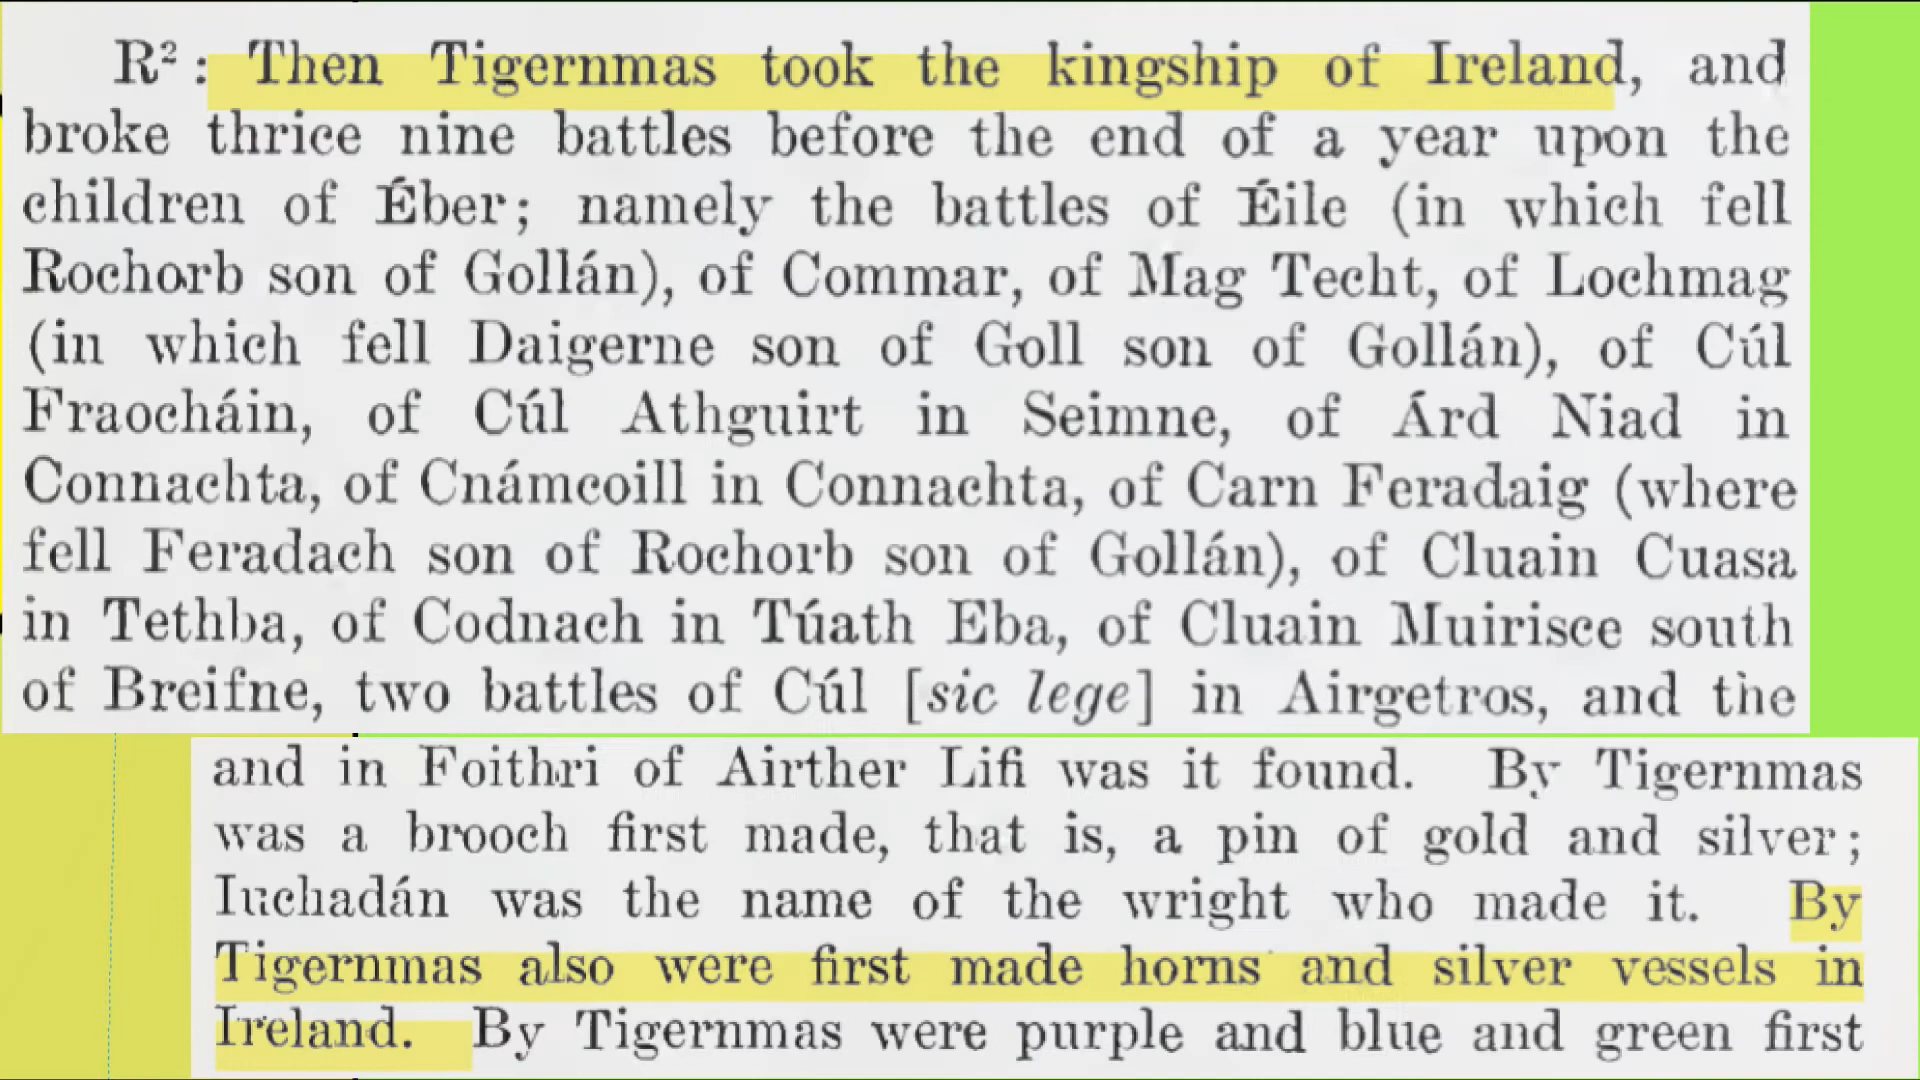 R² : Then Tigernmas took the kingship of Ireland, and
broke thrice nine battles before the end of a year upon the
children of Éber; namely the battles of Éile (in which fell
Rochorb son of Gollán), of Commar, of Mag Techt, of Lochmag
(in which fell Daigerne son of Goll son of Gollán), of Cúl
Fraocháin, of Cúl Athguirt in Seimne, of Árd Niad in
Connachta, of Cnámcoill in Connachta, of Carn Feradaig (where
fell Feradach son of Rochorb son of Gollán), of Cluain Cuasa
in Tethba, of Codnach in Túath Eba, of Cluain Muirisce south
of Breifne, two battles of Cúl [sic lege] in Airgetros, and the
and in Foithri of Airther Lifi was it found. By Tigernmas
was a brooch first made, that is, a pin of gold and silver;
Iuchadán was the name of the wright who made it. By
Tigernmas also were first made horns and silver vessels in
Ireland. By Tigernmas were purple and blue and green first